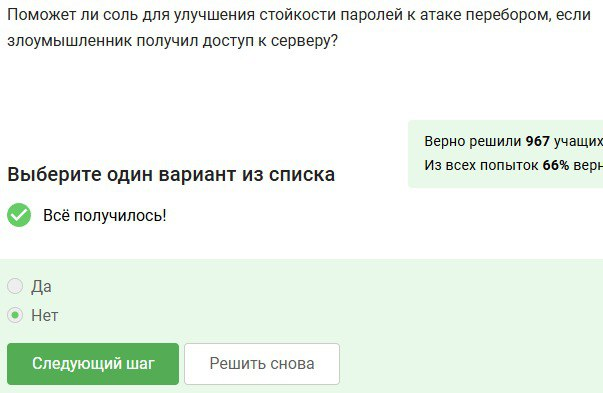 Поможет ли соль для улучшения стойкости паролей к атаке перебором, если
злоумышленник получил доступ к серверу?
Верно решили 967 учащих
Из всех попыток 66% верн
Выберите один вариант из списка
Всё получилось!
Да
Нет
Следующий шаг
Решить снова